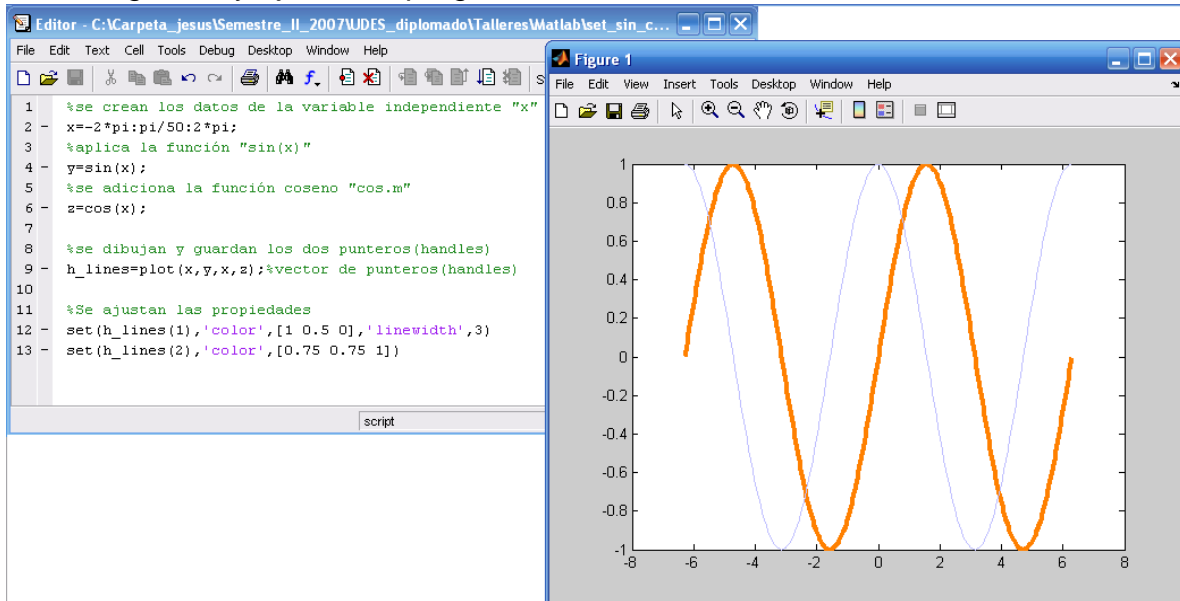 Editor - C:\Carpeta_jesus\Semestre_II_2007\UDES_diplomado\Talleres\Matlab\set_sin_c...
File Edit Text Cell Tools Debug Desktop Window Help
1 %se crean los datos de la variable independiente "x"
2 - x=-2*pi:pi/50:2*pi;
3 %aplica la función "sin(x)"
4 - y=sin(x);
5 %se adiciona la función coseno "cos.m"
6 - z=cos(x);
7
8 %se dibujan y guardan los dos punteros(handles)
9 - h_lines=plot(x,y,x,z);%vector de punteros(handles)
10
11 %Se ajustan las propiedades
12 - set(h_lines(1),'color',[1 0.5 0],'linewidth',3)
13 - set(h_lines(2),'color',[0.75 0.75 1])
script
Figure 1
File Edit View Insert Tools Desktop Window Help
1
0.8
0.6
0.4
0.2
0
-0.2
-0.4
-0.6
-0.8
-1
-8 -6 -4 -2 0 2 4 6 8